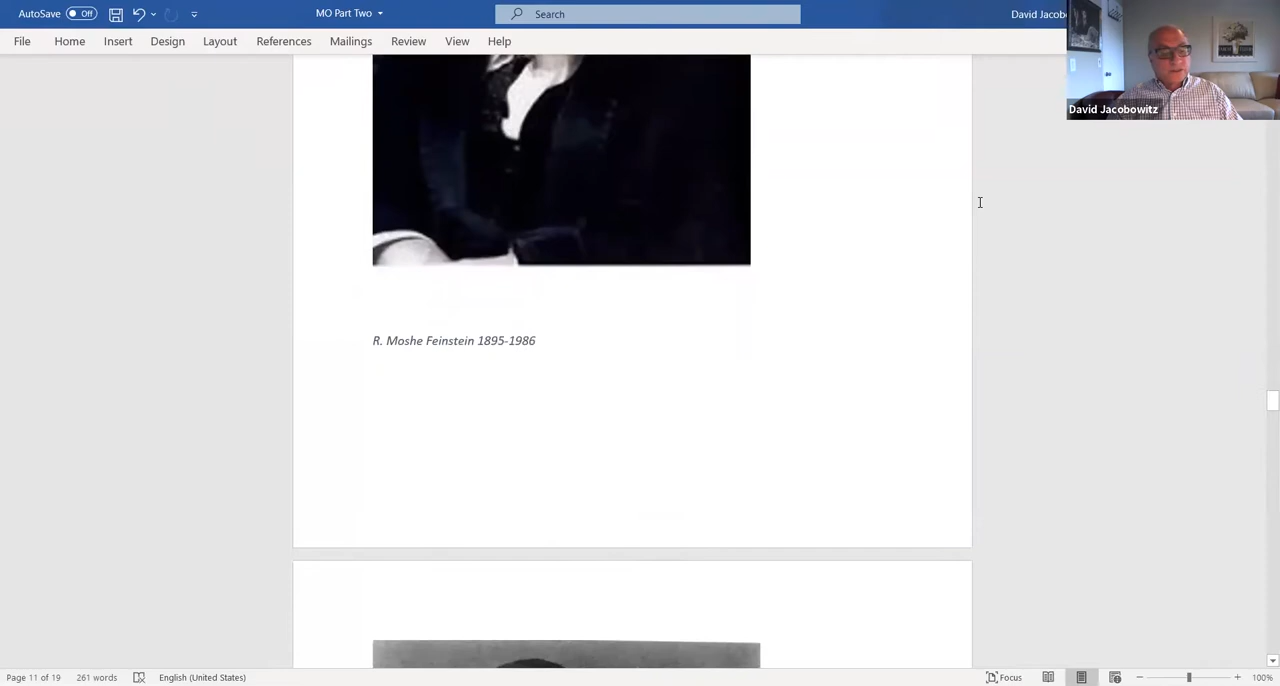 AutoSave Off MO Part Two Search David Jacob
File Home Insert Design Layout References Mailings Review View Help
David Jacobowitz
R. Moshe Feinstein 1895-1986
Page 11 of 19 261 words English (United States) Focus 100%